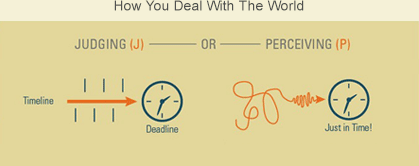 How You Deal With The World
JUDGING (J) OR PERCEIVING (P)
Timeline
Deadline
Just in Time!